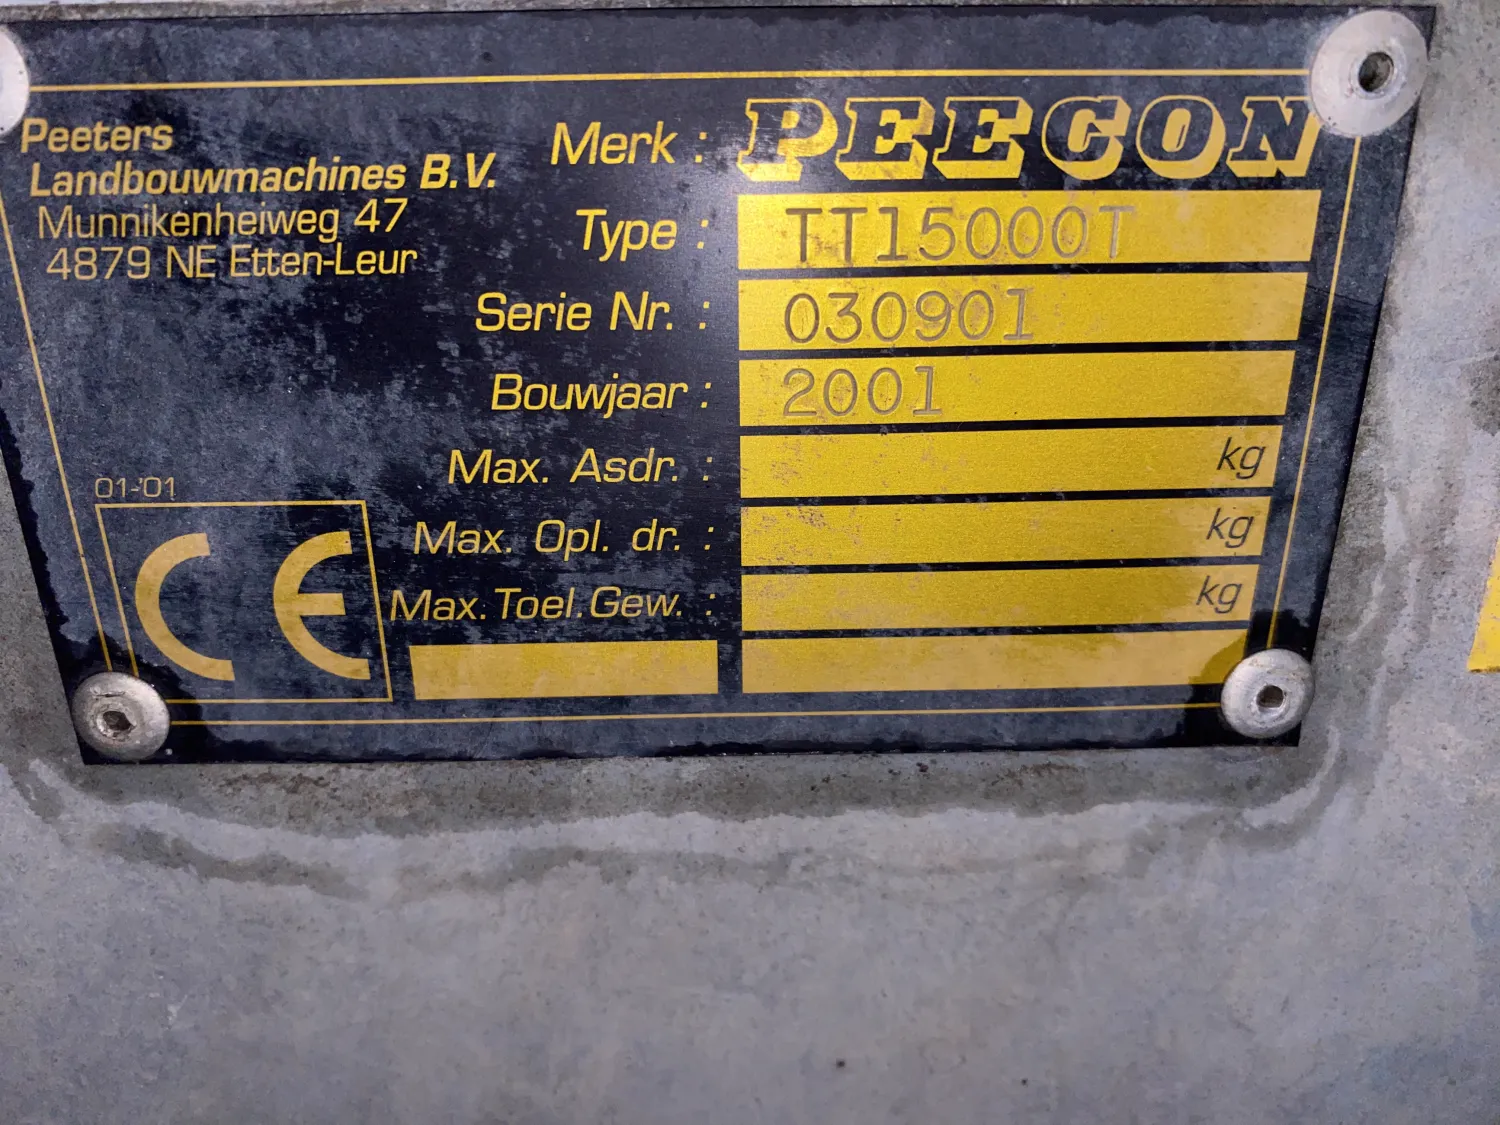 Peeters
Landbouwmachines B.V.
Munnikenheiweg 47
4879 NE Etten-Leur
Merk : PEECON
Type : TT15000T
Serie Nr. : 030901
Bouwjaar : 2001
Max. Asdr. : kg
Max. Opl. dr. : kg
Max. Toel. Gew. : kg
01-'01
CE